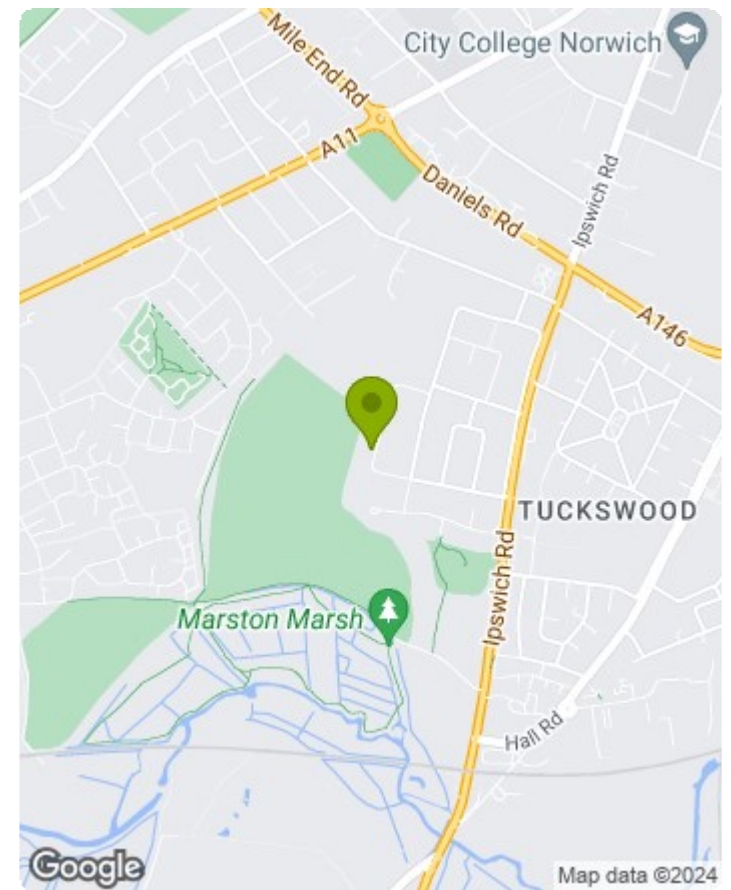 City College Norwich
Mile End Rd
A11
Daniels Rd
Ipswich Rd
A146
TUCKSWOOD
Ipswich Rd
Marston Marsh
Hall Rd
Google
Map data ©2024